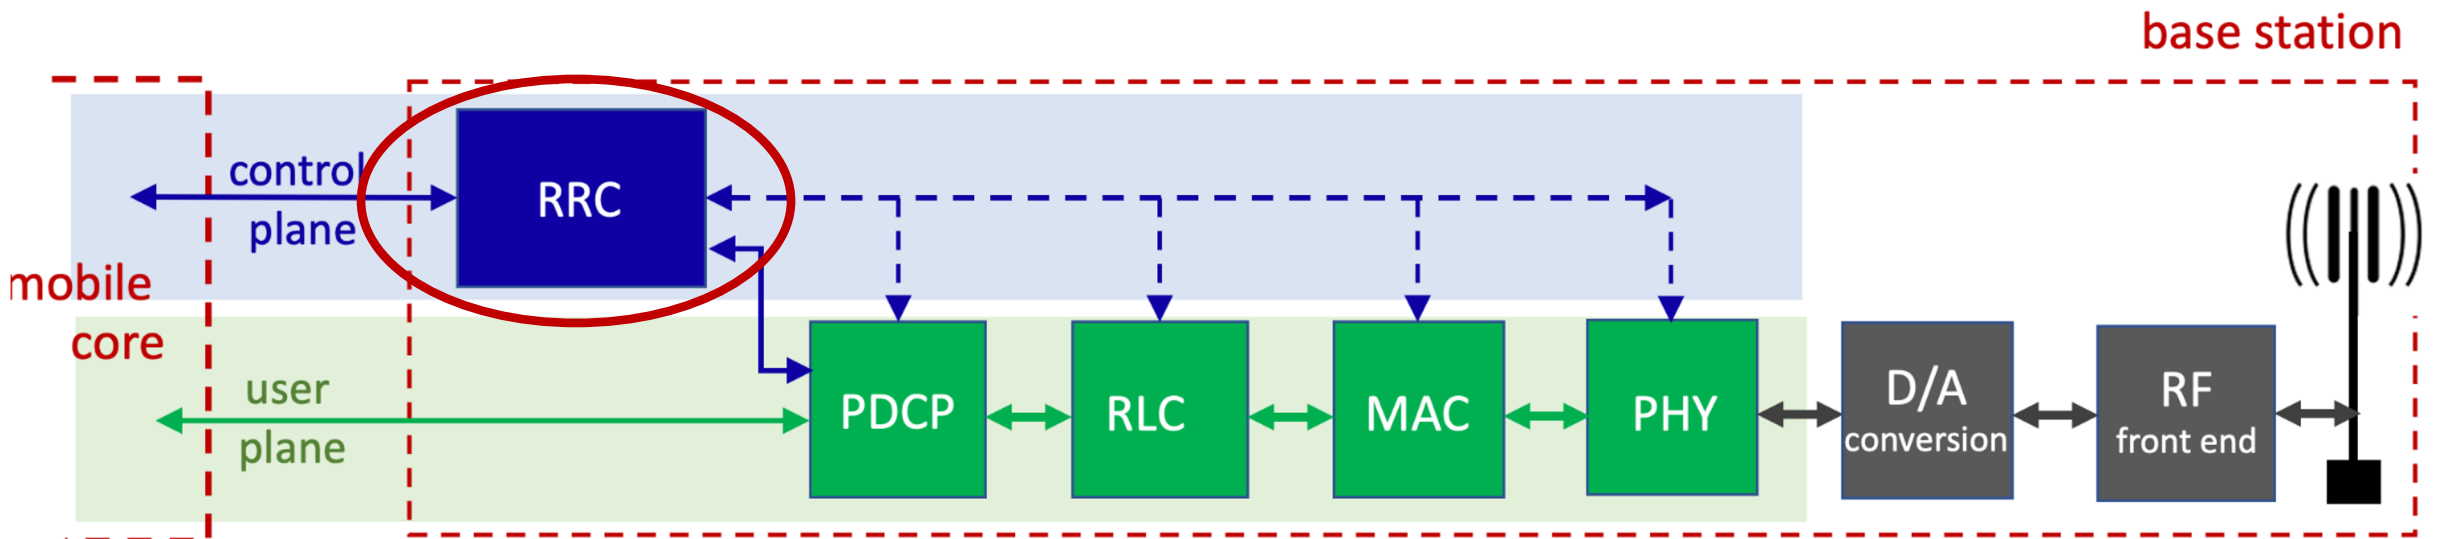 base station
control
plane
RRC
mobile
core
user
plane
PDCP
RLC
MAC
PHY
D/A
conversion
RF
front end